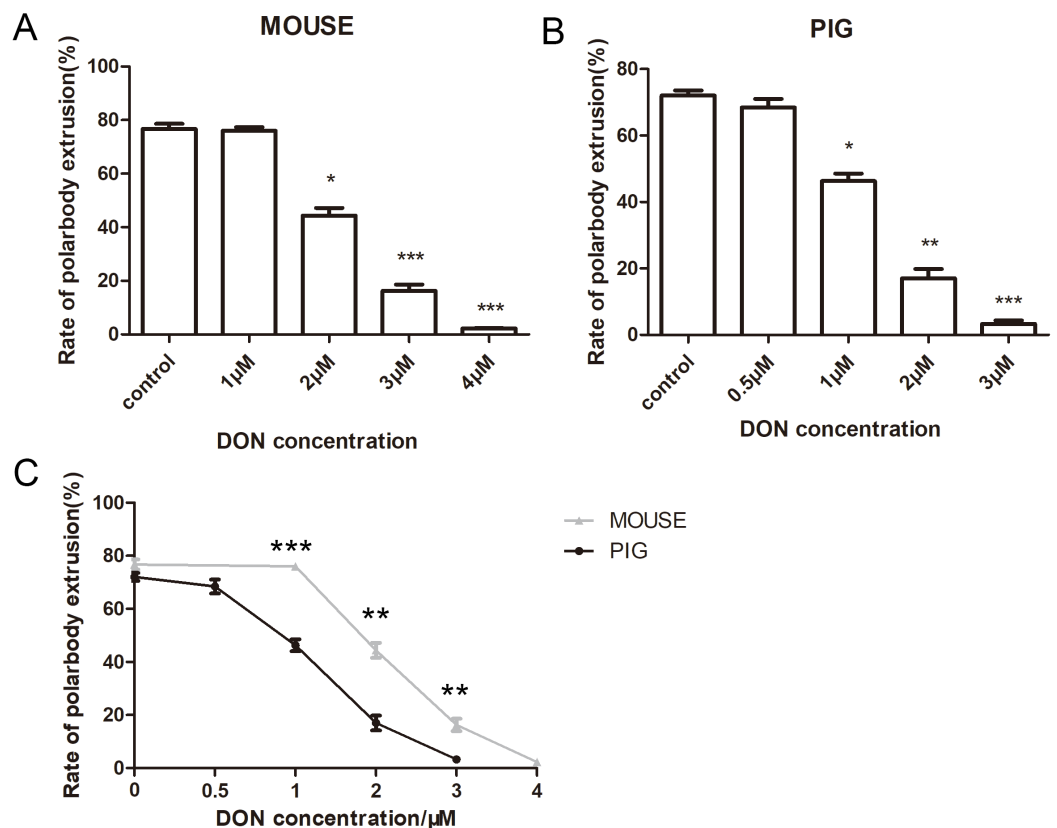 A
MOUSE
Rate of polarbody extrusion(%)
100
80
60
40
20
0
*
***
***
control
1μM
2μM
3μM
4μM
DON concentration
B
PIG
Rate of polarbody extrusion(%)
80
60
40
20
0
*
**
***
control
0.5μM
1μM
2μM
3μM
DON concentration
C
Rate of polarbody extrusion(%)
100
80
60
40
20
0
***
**
**
0
0.5
1
2
3
4
DON concentration/μM
MOUSE
PIG